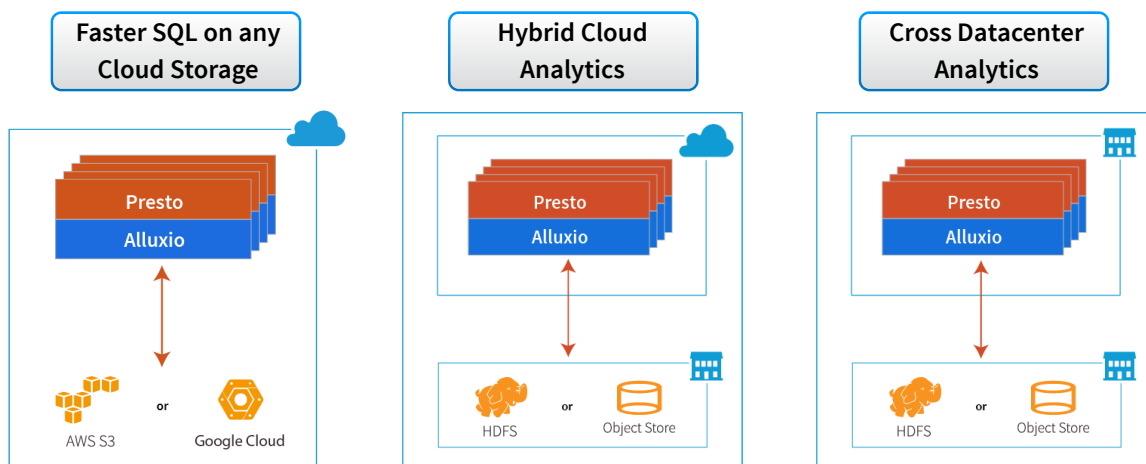 Faster SQL on any
Cloud Storage
Presto
Alluxio
AWS S3
or
Google Cloud
Hybrid Cloud
Analytics
Presto
Alluxio
HDFS
or
Object Store
Cross Datacenter
Analytics
Presto
Alluxio
HDFS
or
Object Store